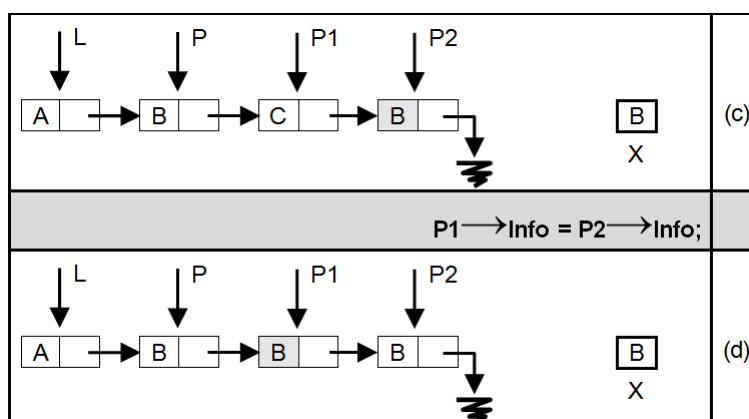 L P P1 P2
A B C B B (c)
X
P1→Info = P2→Info;
L P P1 P2
A B B B B (d)
X